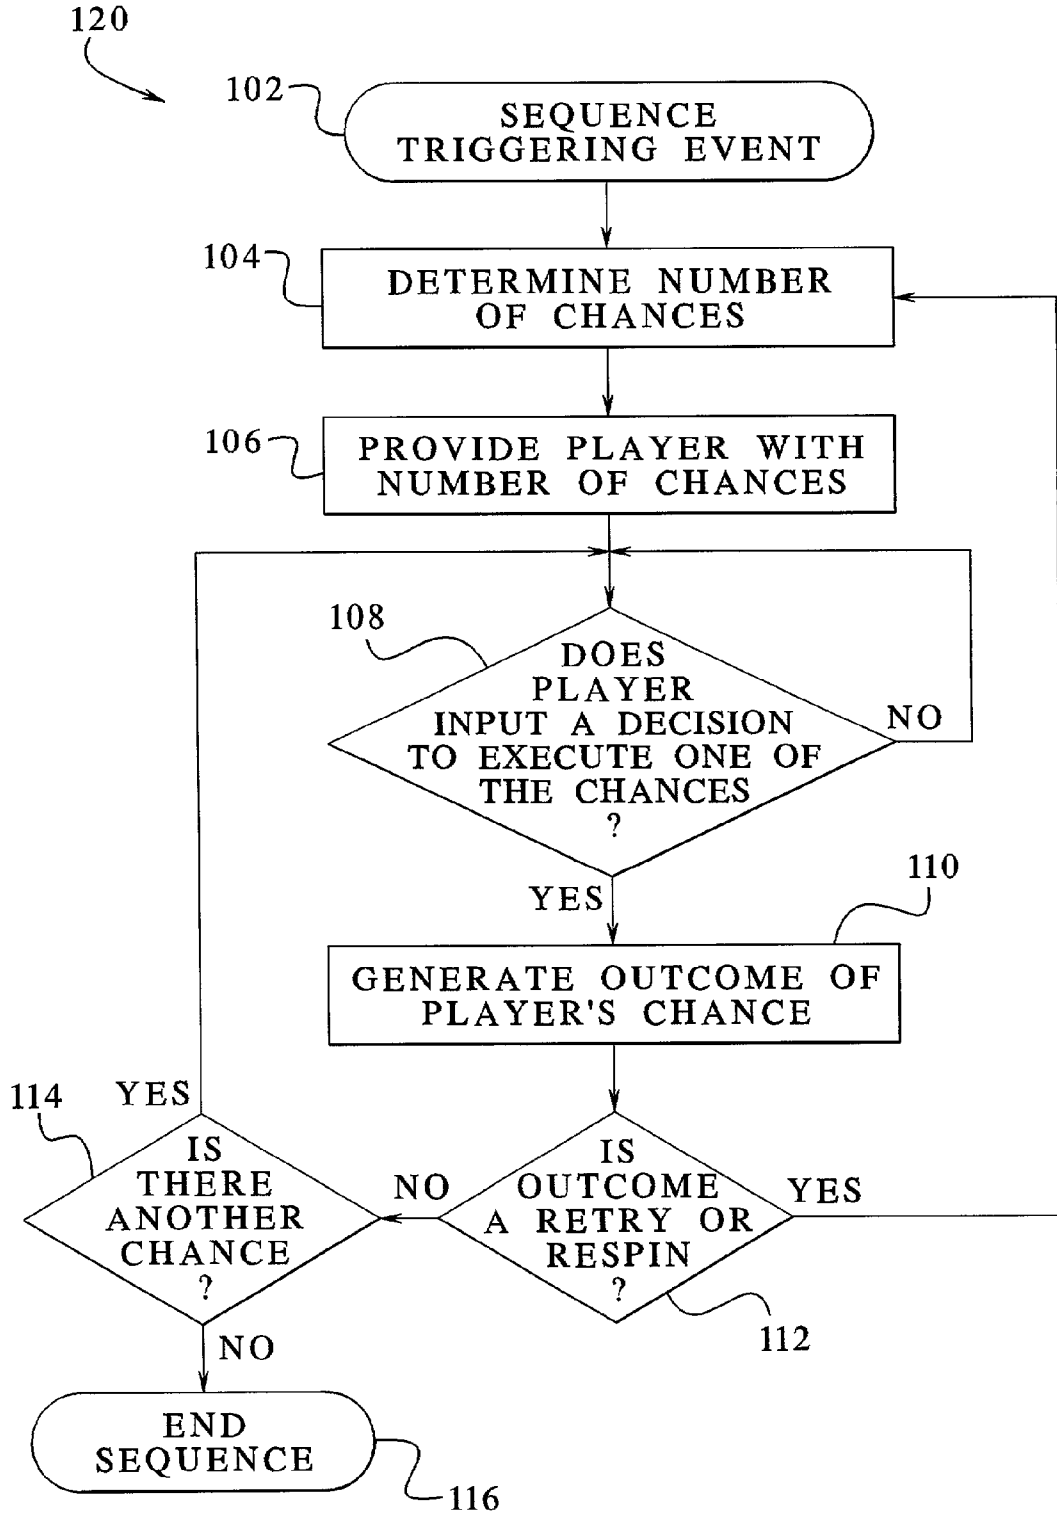 120
102
SEQUENCE
TRIGGERING EVENT
104
DETERMINE NUMBER
OF CHANCES
106
PROVIDE PLAYER WITH
NUMBER OF CHANCES
108
DOES
PLAYER
INPUT A DECISION
TO EXECUTE ONE OF
THE CHANCES
?
NO
YES
110
GENERATE OUTCOME OF
PLAYER'S CHANCE
114
YES
IS
THERE
ANOTHER
CHANCE
?
NO
IS
OUTCOME
A RETRY OR
RESPIN
?
YES
112
NO
END
SEQUENCE
116